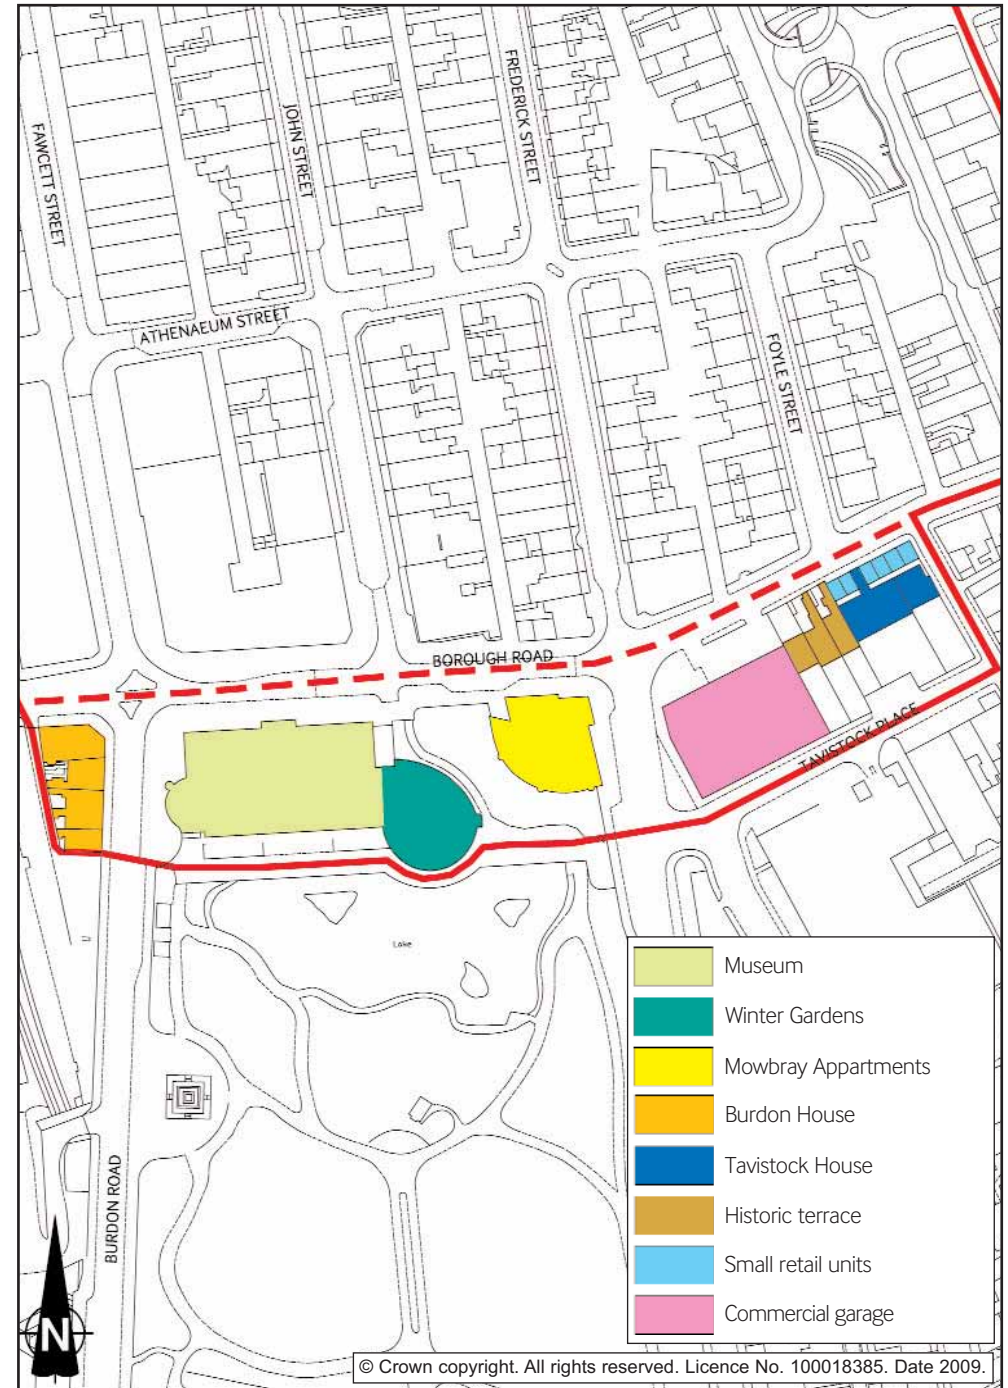 FAWCETT STREET
JOHN STREET
FREDERICK STREET
ATHENAEUM STREET
FOYLE STREET
BOROUGH ROAD
TAVISTOCK PLACE
Lake
BURDON ROAD
Museum
Winter Gardens
Mowbray Appartments
Burdon House
Tavistock House
Historic terrace
Small retail units
Commercial garage
N
© Crown copyright. All rights reserved. Licence No. 100018385. Date 2009.